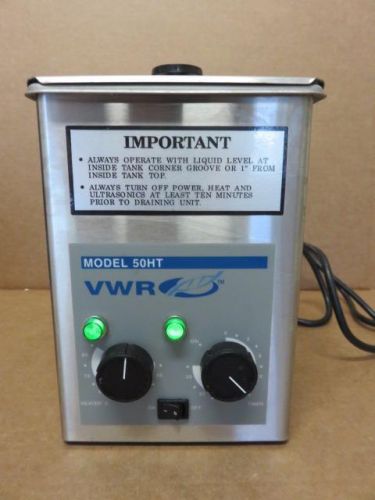 IMPORTANT
• ALWAYS OPERATE WITH LIQUID LEVEL AT
INSIDE TANK CORNER GROOVE OR 1" FROM
INSIDE TANK TOP.
• ALWAYS TURN OFF POWER, HEAT AND
ULTRASONICS AT LEAST TEN MINUTES
PRIOR TO DRAINING UNIT.
MODEL 50HT
VWR ™